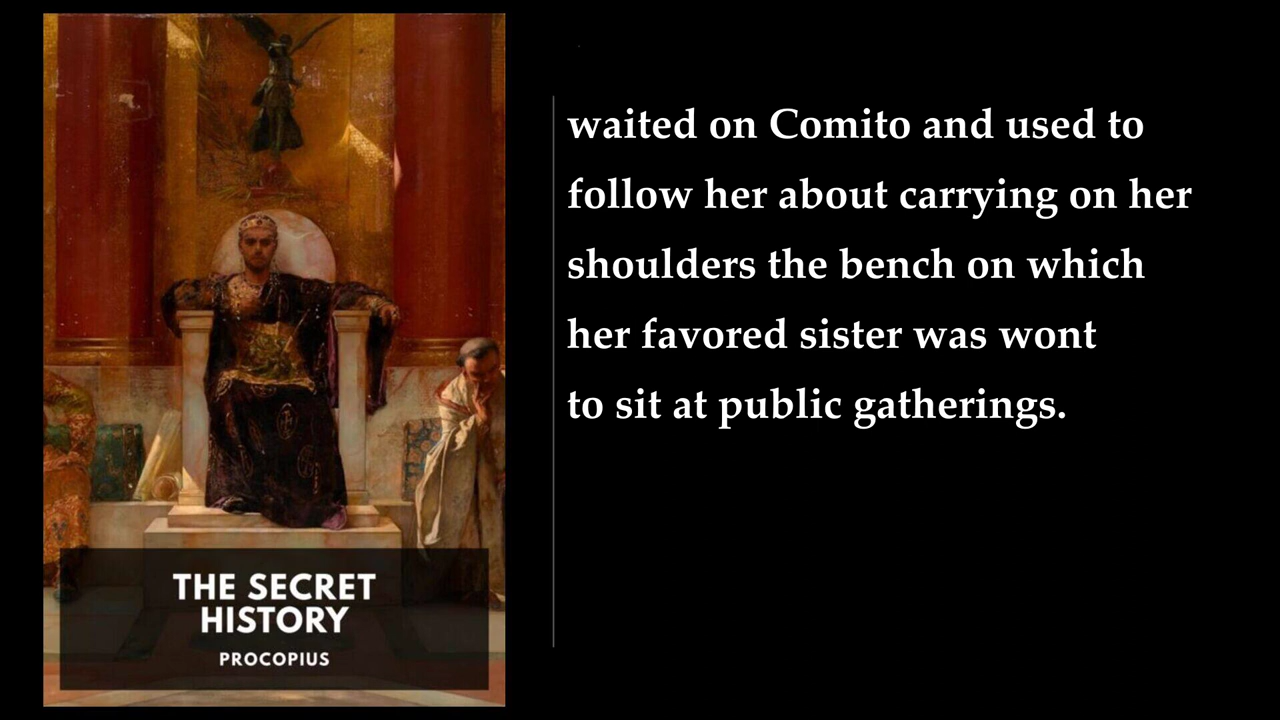 THE SECRET
HISTORY
PROCOPIUS
waited on Comito and used to
follow her about carrying on her
shoulders the bench on which
her favored sister was wont
to sit at public gatherings.